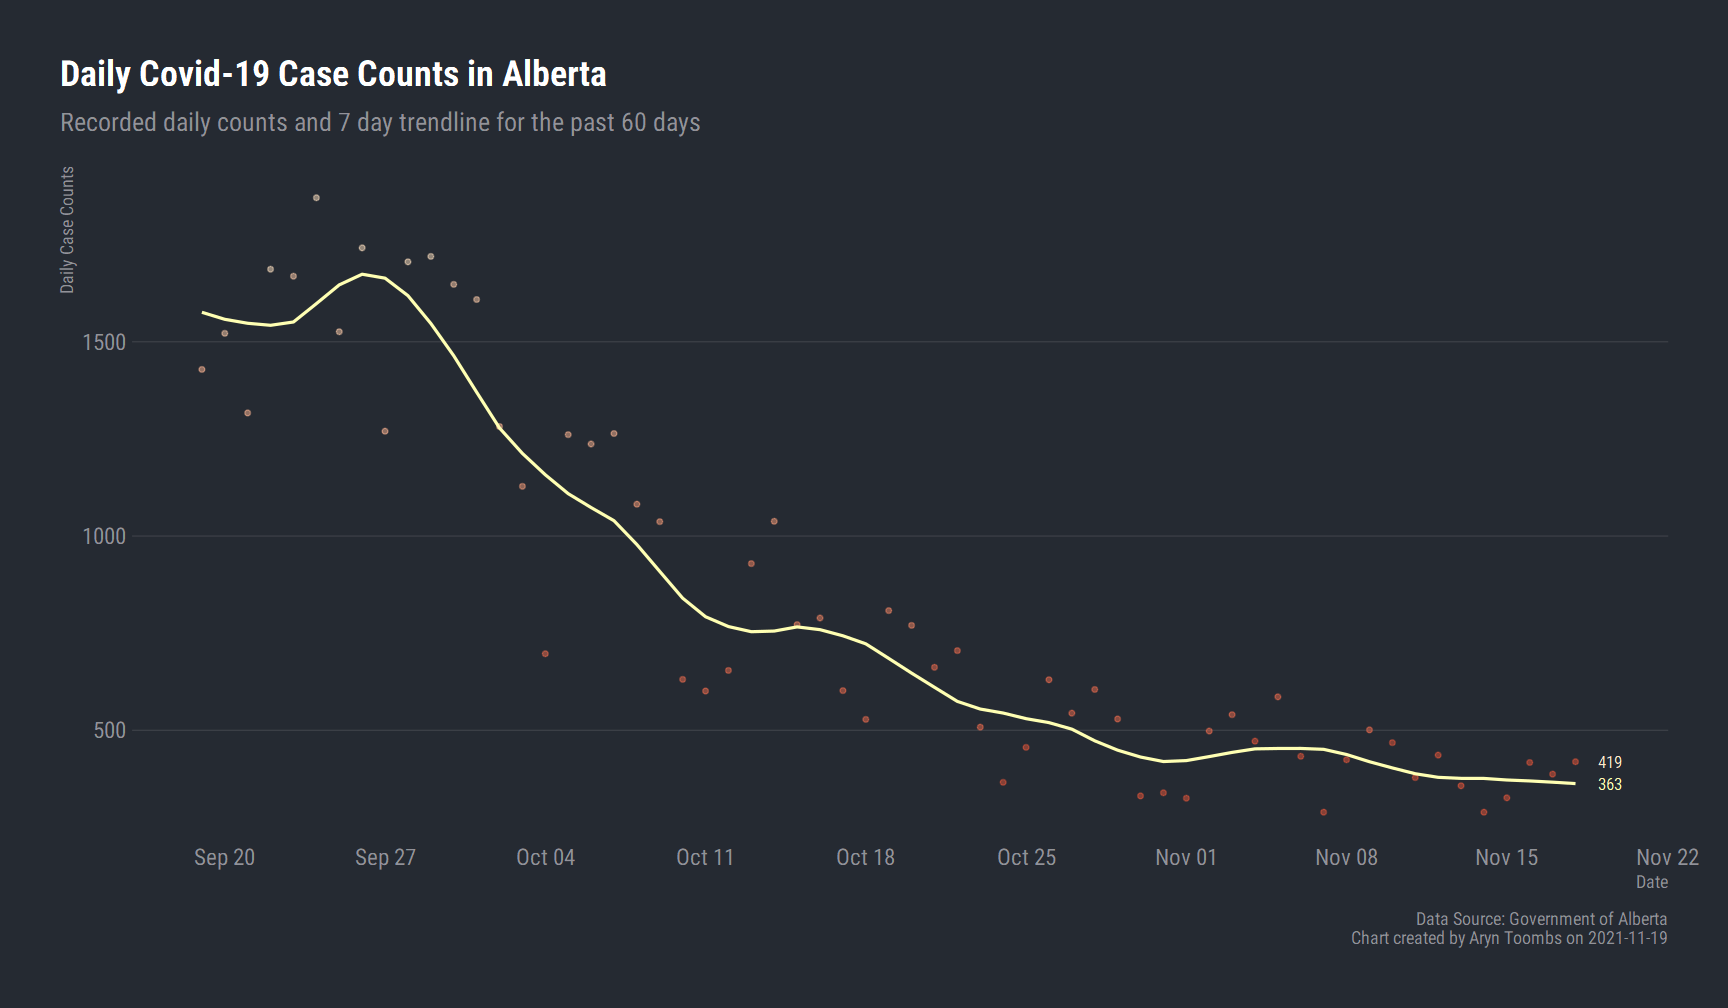 Daily Covid-19 Case Counts in Alberta
Recorded daily counts and 7 day trendline for the past 60 days
Daily Case Counts
1500
1000
500
419
363
Sep 20 Sep 27 Oct 04 Oct 11 Oct 18 Oct 25 Nov 01 Nov 08 Nov 15 Nov 22
Date
Data Source: Government of Alberta
Chart created by Aryn Toombs on 2021-11-19